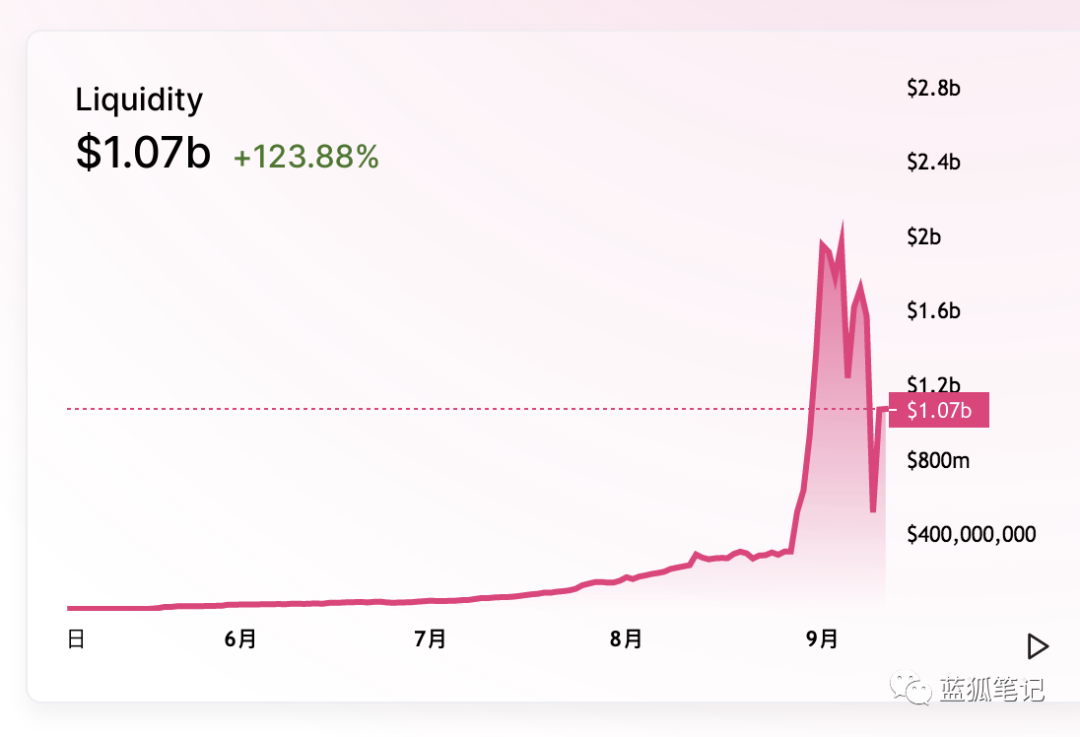 Liquidity
$1.07b +123.88%
$2.8b
$2.4b
$2b
$1.6b
$1.2b
$1.07b
$800m
$400,000,000
日 6月 7月 8月 9月
蓝狐笔记